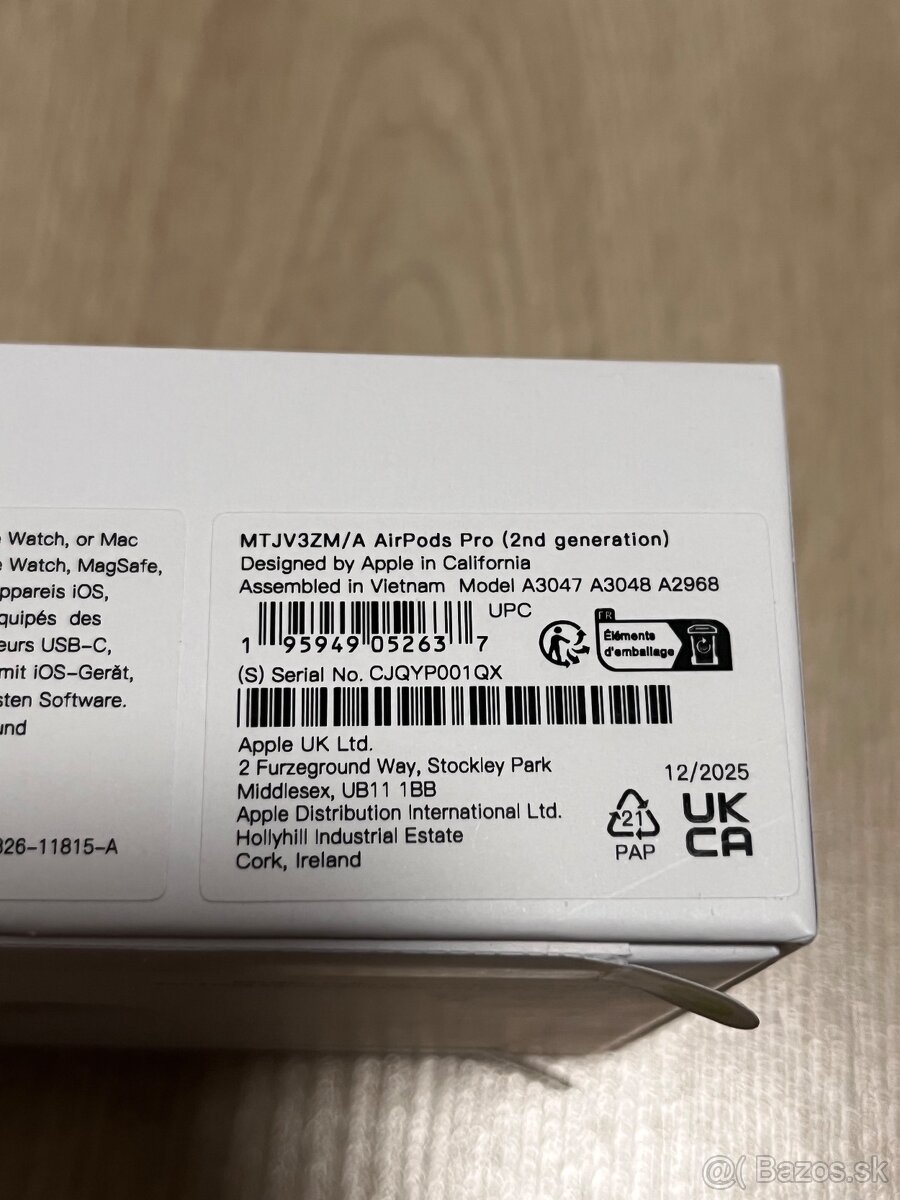 e Watch, or Mac
e Watch, MagSafe,
ppareis iOS,
quipés des
eurs USB-C,
mit iOS-Gerät,
sten Software.
und
826-11815-A
MTJV3ZM/A AirPods Pro (2nd generation)
Designed by Apple in California
Assembled in Vietnam Model A3047 A3048 A2968
UPC
1 95949 05263 7
FR
Éléments
d'emballage
(S) Serial No. CJQYP001QX
Apple UK Ltd.
2 Furzeground Way, Stockley Park
Middlesex, UB11 1BB
Apple Distribution International Ltd.
Hollyhill Industrial Estate
Cork, Ireland
12/2025
21
PAP
UK
CA
@( Bazos.sk